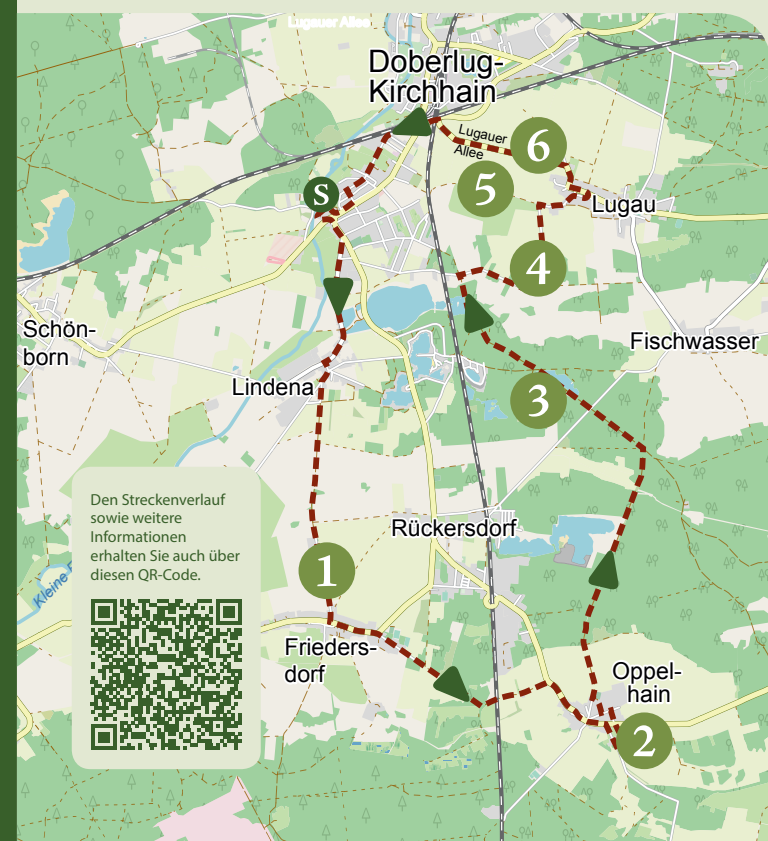 Lugauer Allee
Doberlug-
Kirchhain
Lugauer
Allee
6
5
S
Lugau
4
Schön-
born
Fischwasser
Lindena
3
Den Streckenverlauf
sowie weitere
Informationen
erhalten Sie auch über
diesen QR-Code.
Rückersdorf
1
Kleine
Frieders-
dorf
Oppel-
hain
2